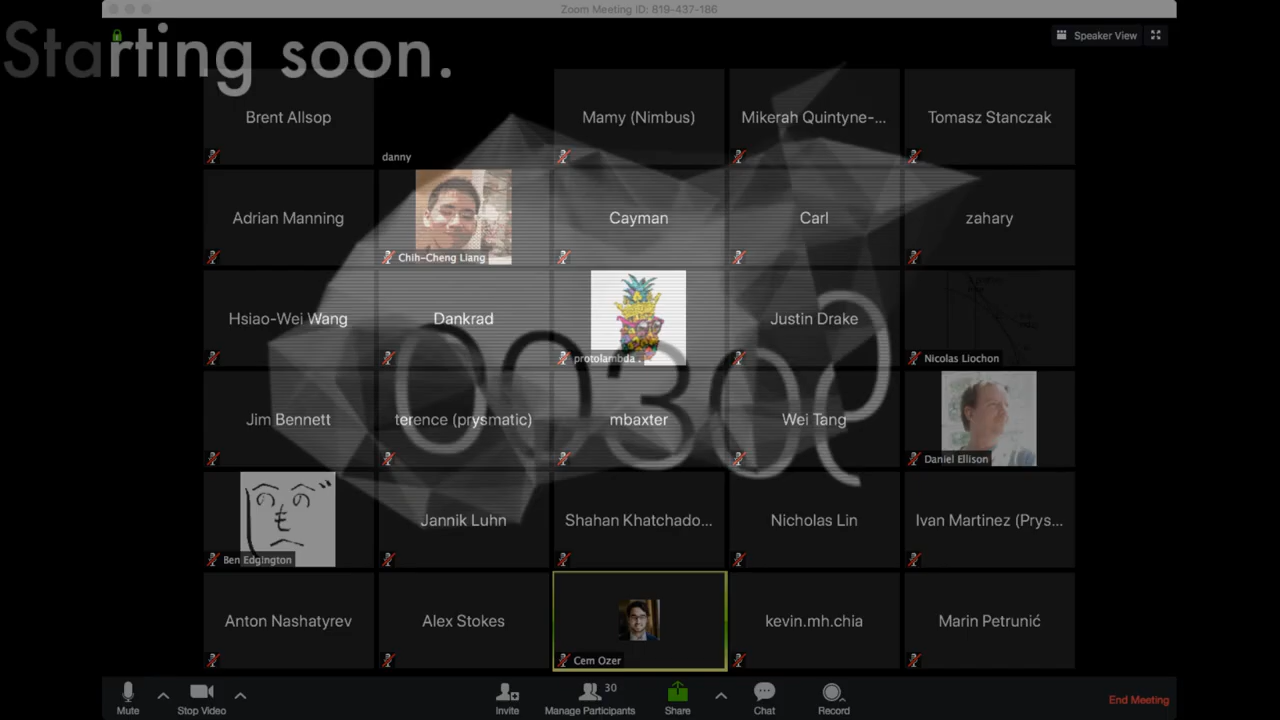 Zoom Meeting ID: 819-437-186
Starting soon.
Speaker View
Brent Allsop
danny
Mamy (Nimbus)
Mikerah Quintyne-...
Tomasz Stanczak
Adrian Manning
Chih-Cheng Liang
Cayman
Carl
zahary
Hsiao-Wei Wang
Dankrad
protolambda .
Justin Drake
Nicolas Liochon
Jim Bennett
terence (prysmatic)
mbaxter
Wei Tang
Daniel Ellison
Ben Edgington
Jannik Luhn
Shahan Khatchado...
Nicholas Lin
Ivan Martinez (Prys...
Anton Nashatyrev
Alex Stokes
Cem Ozer
kevin.mh.chia
Marin Petrunić
Mute
Stop Video
Invite
30
Manage Participants
Share
Chat
Record
End Meeting